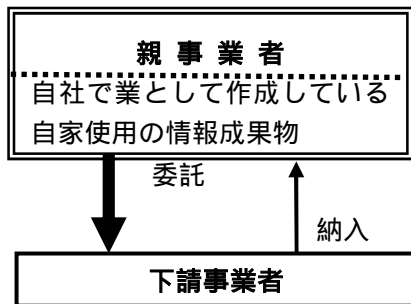 親 事 業 者
自社で業として作成している
自家使用の情報成果物
委託
納入
下請事業者